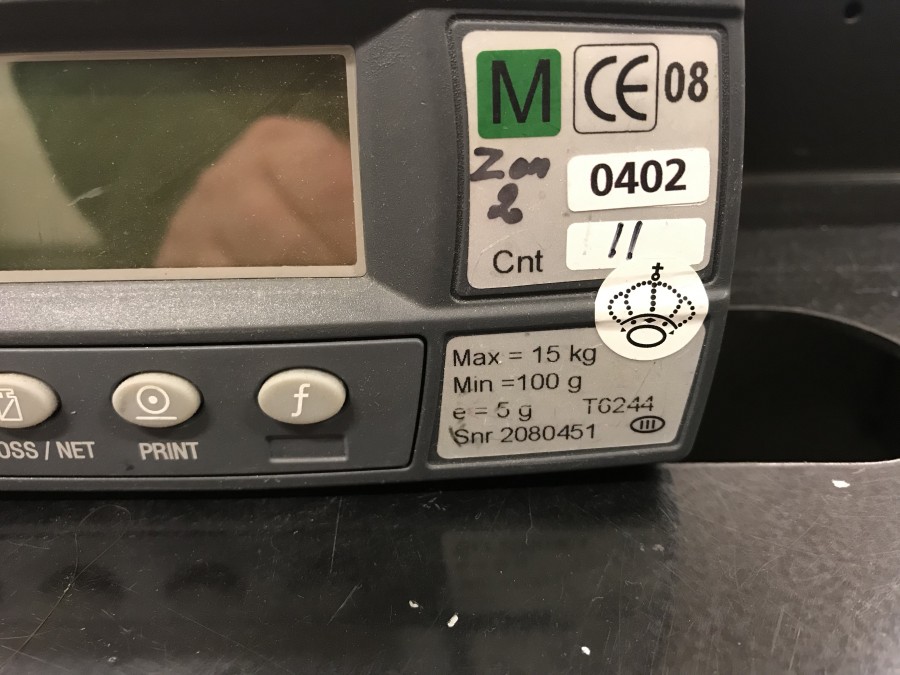 M CE 08
Zon
2
0402
Cnt 11
Max = 15 kg
Min =100 g
e = 5 g T6244
Snr 2080451 III
OSS / NET PRINT f